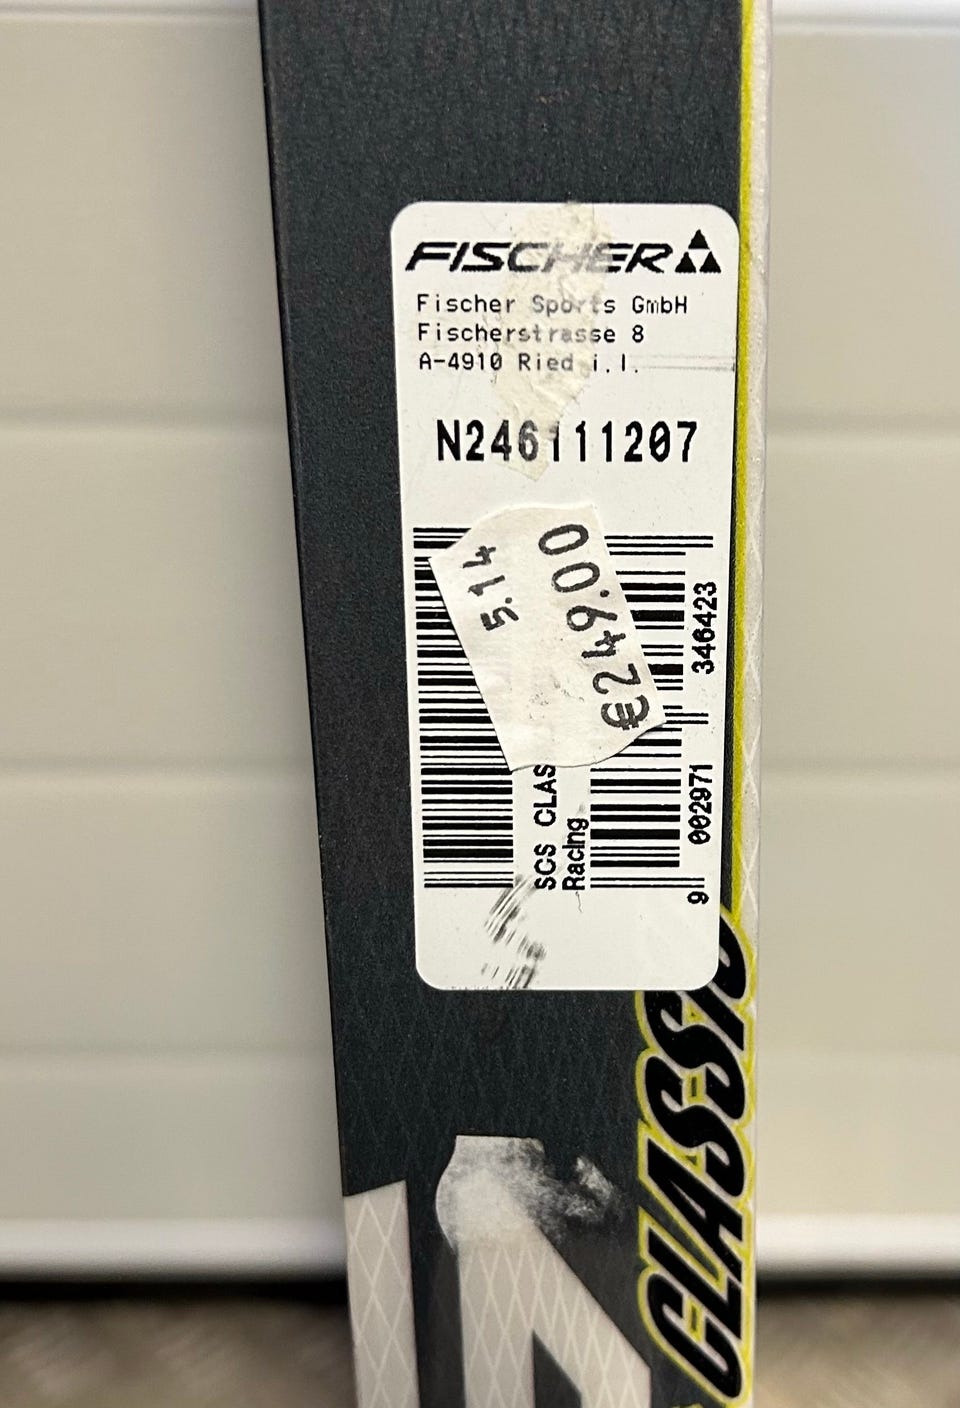 FISCHER
Fischer Sports GmbH
Fischerstrasse 8
A-4910 Ried i.I.
N246111207
5.14
€249.00
SCS CLAS
Racing
9 002971 346423
CLASSIC